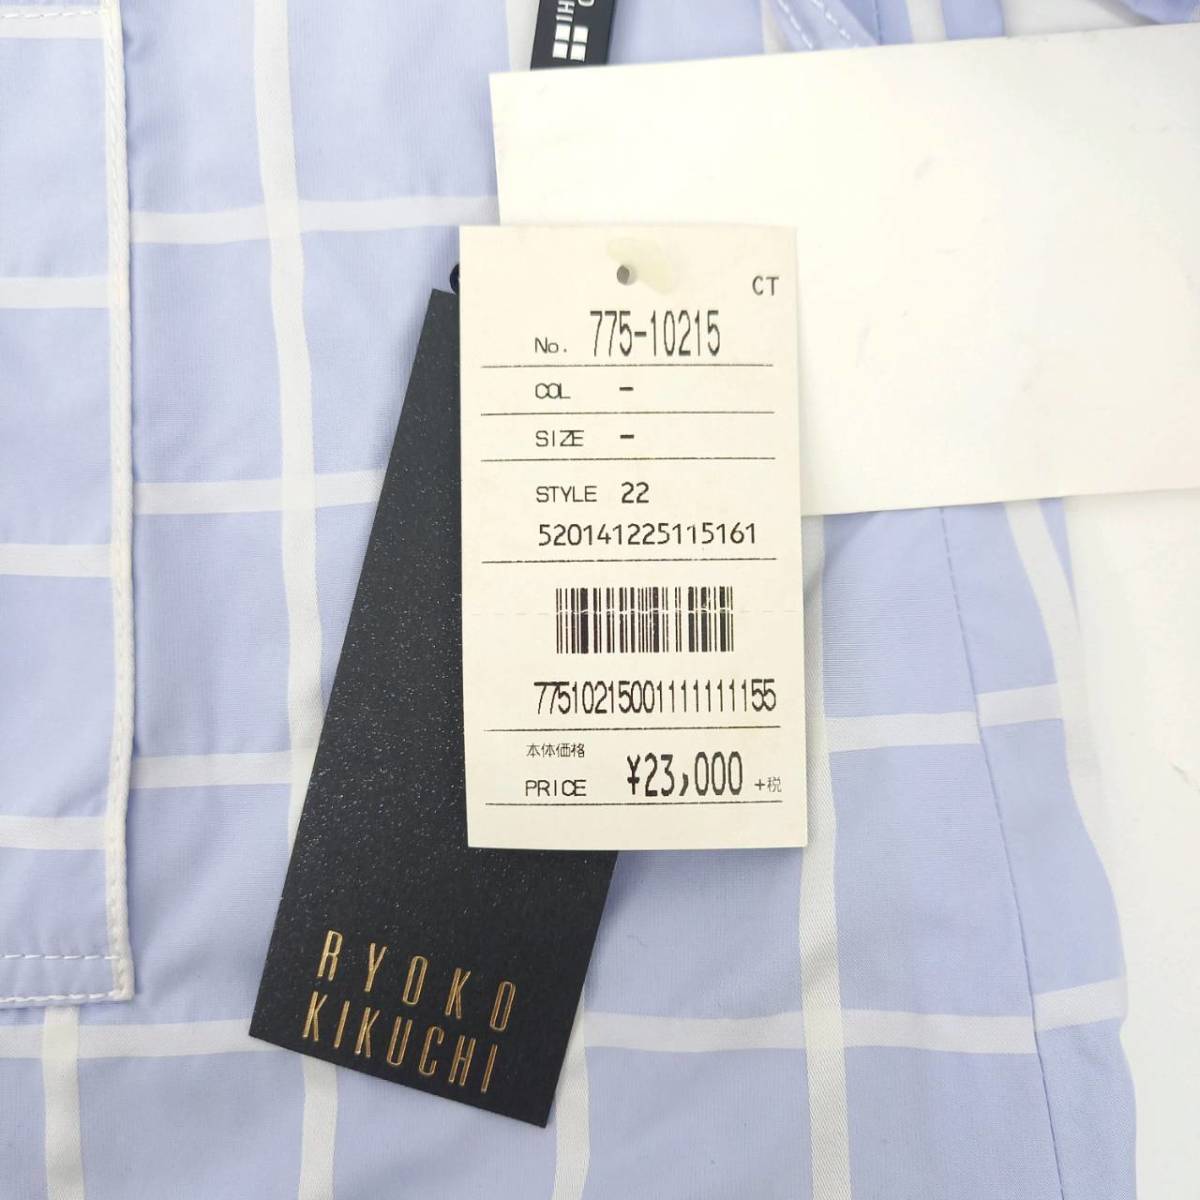 CT
No. 775-10215
COL -
SIZE -
STYLE 22
520141225115161
77510215001111111155
本体価格
PRICE ¥23,000 +税
RYOKO
KIKUCHI